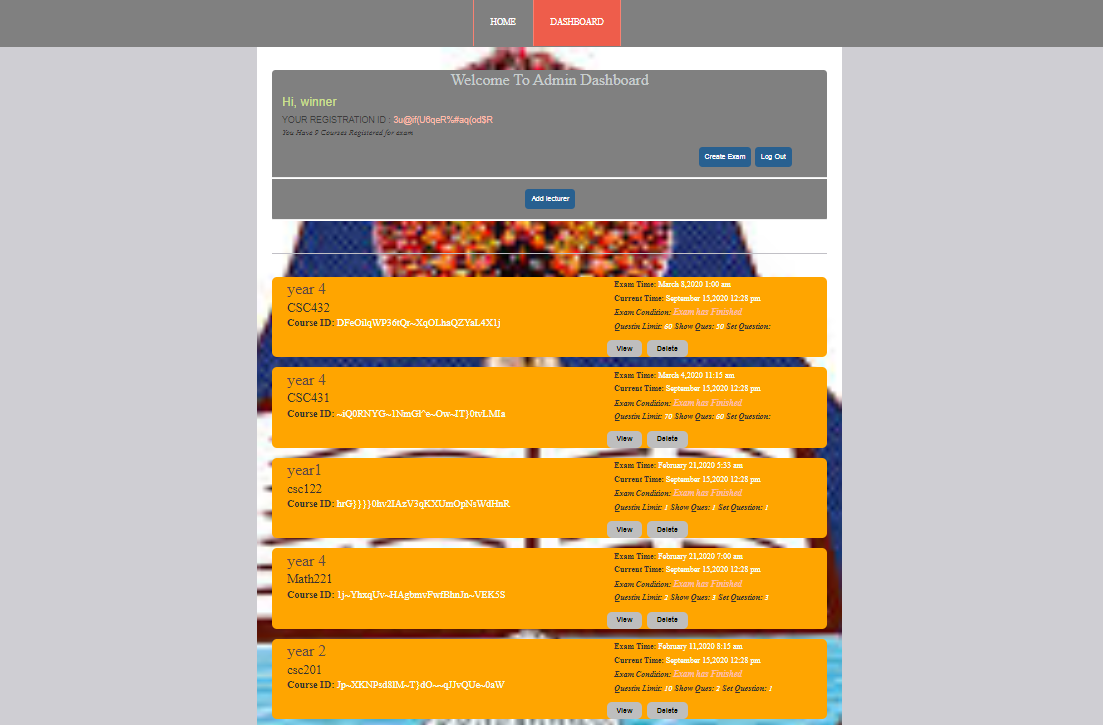 HOME DASHBOARD
Welcome To Admin Dashboard
Hi, winner
YOUR REGISTRATION ID : 3u@if(U6qeR%#aq(od$R
You Have 9 Courses Registered for exam
Create Exam Log Out
Add lecturer
year 4
CSC432
Course ID: DFeOilqWP36tQr~XqOLhaQZYaL4X1j
Exam Time: March 8,2020 1:00 am
Current Time: September 15,2020 12:28 pm
Exam Condition: Exam has Finished
Questin Limit: 60 Show Ques: 50 Set Question:
View Delete
year 4
CSC431
Course ID:
Exam Time: March 4,2020 11:15 am
Current Time: September 15,2020 12:28 pm
Exam Condition: Exam has Finished
Questin Limit: 70 Show Ques: 60 Set Question:
View Delete
year1
csc122
Course ID: hrG}}}}0hv2IAzV3qKXUmOpNsWdHnR
Exam Time: February 21,2020 5:33 am
Current Time: September 15,2020 12:28 pm
Exam Condition: Exam has Finished
Questin Limit: 1 Show Ques: 1 Set Question: 1
View Delete
year 4
Math221
Course ID: 1j~YhxqUv~HAgbmvFwfBhnJn~VEK5S
Exam Time: February 21,2020 7:00 am
Current Time: September 15,2020 12:28 pm
Exam Condition: Exam has Finished
Questin Limit: Show Ques: Set Question: 3
View Delete
year 2
csc201
Course ID: Jp~XKNPsd8lM~T}dO~~qJJvQUe~0aW
Exam Time: February 11,2020 8:15 am
Current Time: September 15,2020 12:28 pm
Exam Condition: Exam has Finished
Questin Limit: 10 Show Ques: 2 Set Question: 1
View Delete